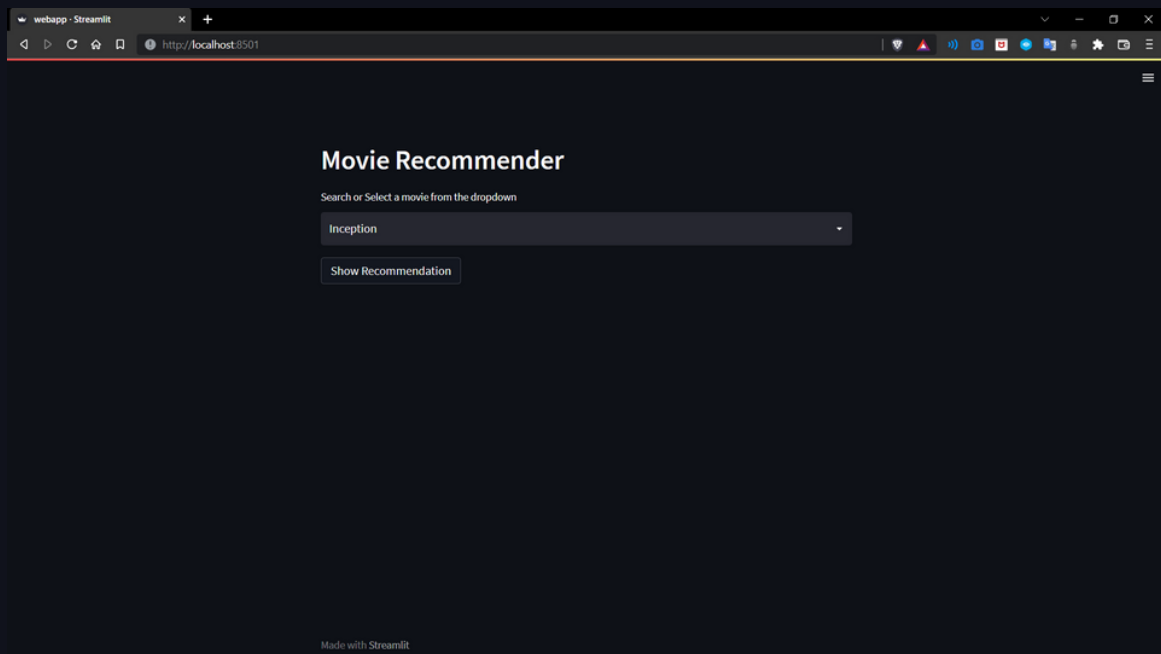 webapp · Streamlit
http://localhost:8501
Movie Recommender
Search or Select a movie from the dropdown
Inception
Show Recommendation
Made with Streamlit